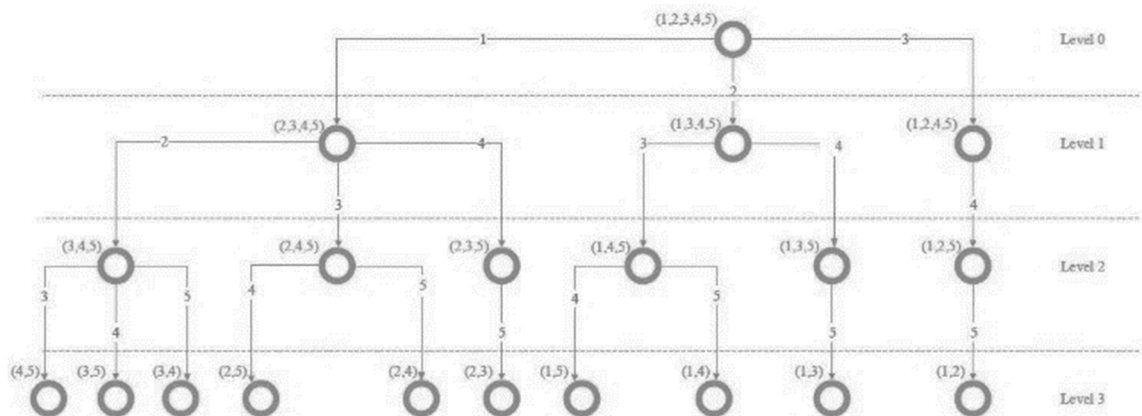 (1,2,3,4,5)
1 3 Level 0
2
(2,3,4,5) (1,3,4,5) (1,2,4,5)
2 4 3 4 Level 1
3 4
(3,4,5) (2,4,5) (2,3,5) (1,4,5) (1,3,5) (1,2,5)
Level 2
3 5 4 5 4 5
4 5 5 5
(4,5) (3,5) (3,4) (2,5) (2,4) (2,3) (1,5) (1,4) (1,3) (1,2)
Level 3